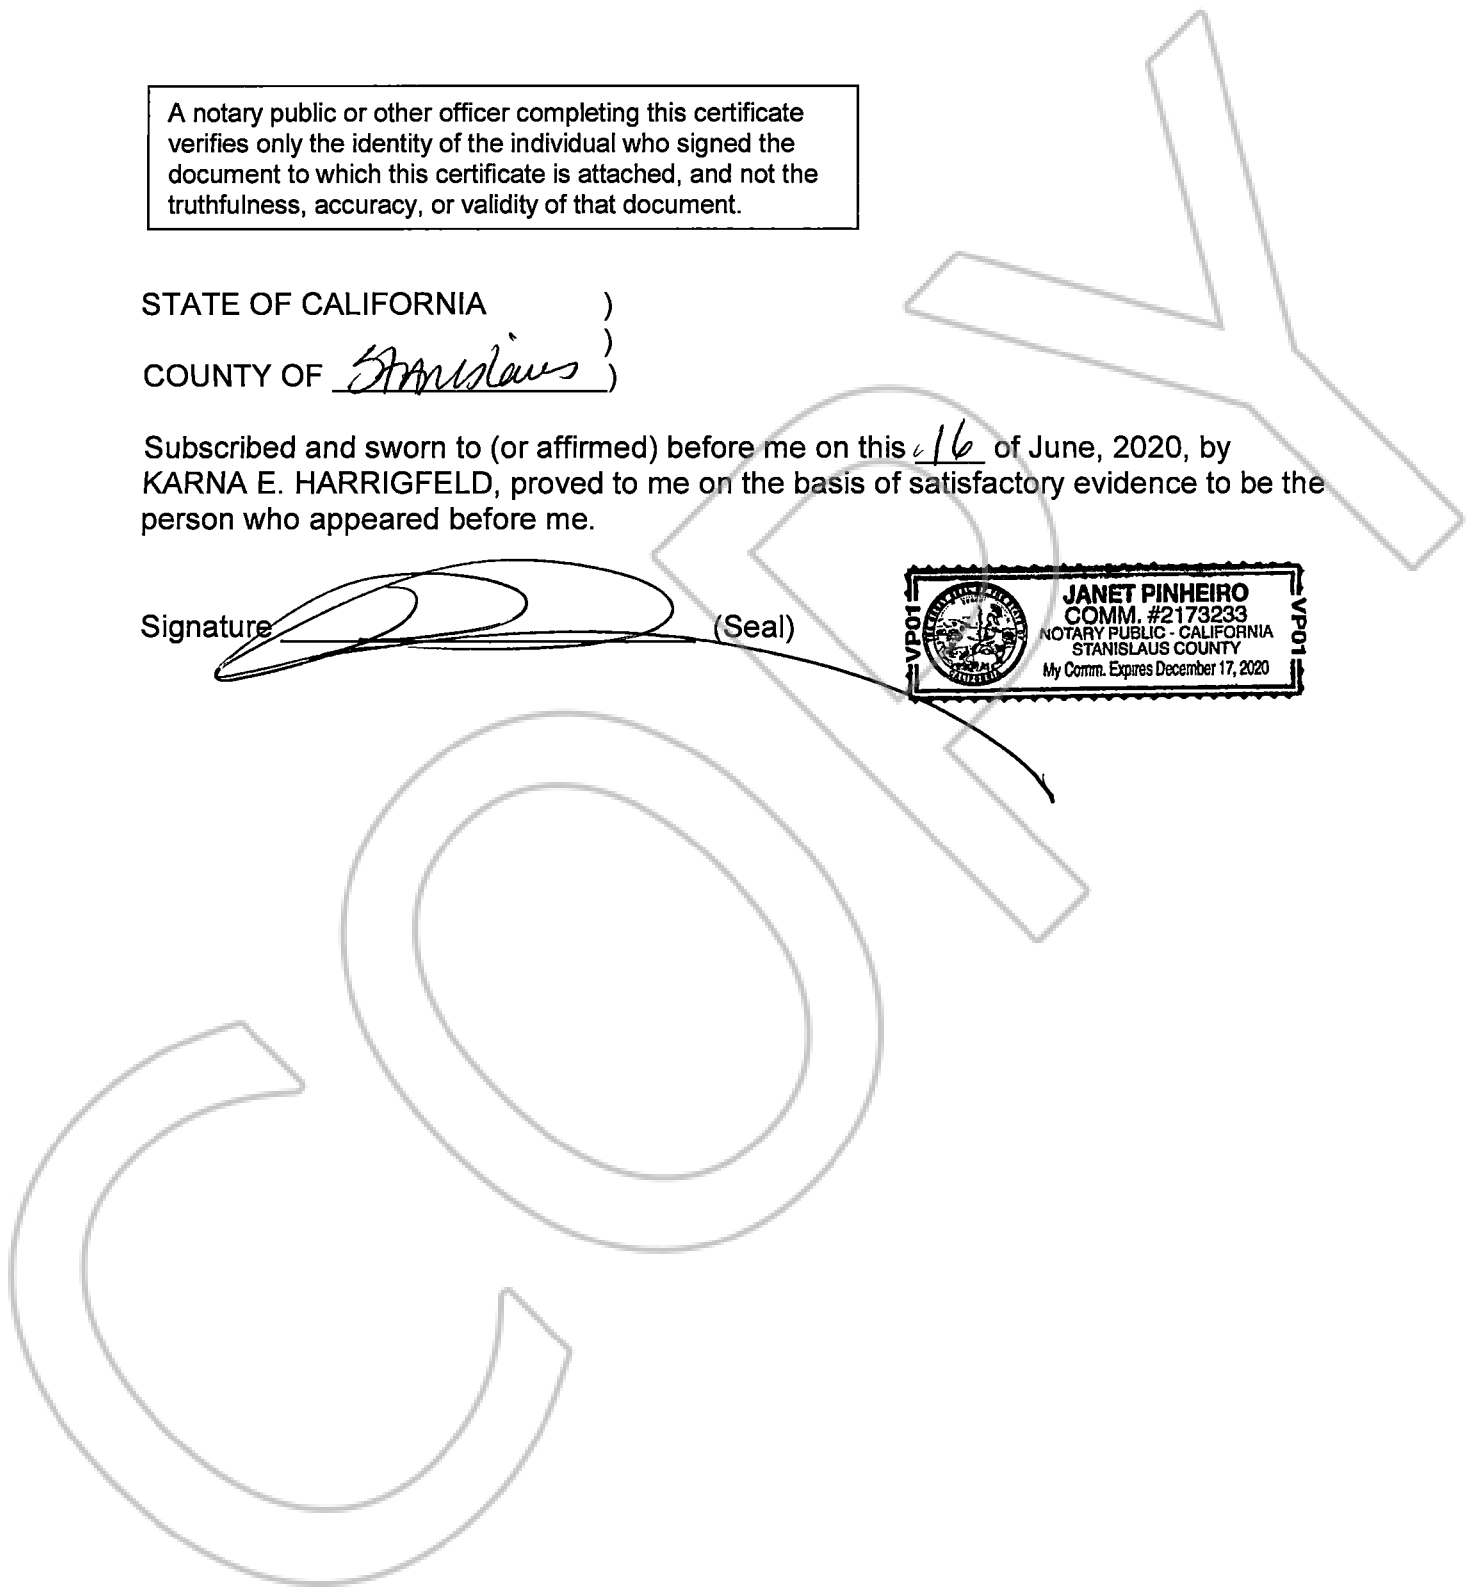 A notary public or other officer completing this certificate
verifies only the identity of the individual who signed the
document to which this certificate is attached, and not the
truthfulness, accuracy, or validity of that document.
STATE OF CALIFORNIA )
)
COUNTY OF Stanislaus )
Subscribed and sworn to (or affirmed) before me on this 16 of June, 2020, by
KARNA E. HARRIGFELD, proved to me on the basis of satisfactory evidence to be the
person who appeared before me.
Signature (Seal)
VP01
JANET PINHEIRO
COMM. #2173233
NOTARY PUBLIC - CALIFORNIA
STANISLAUS COUNTY
My Comm. Expires December 17, 2020
VP01
COPY